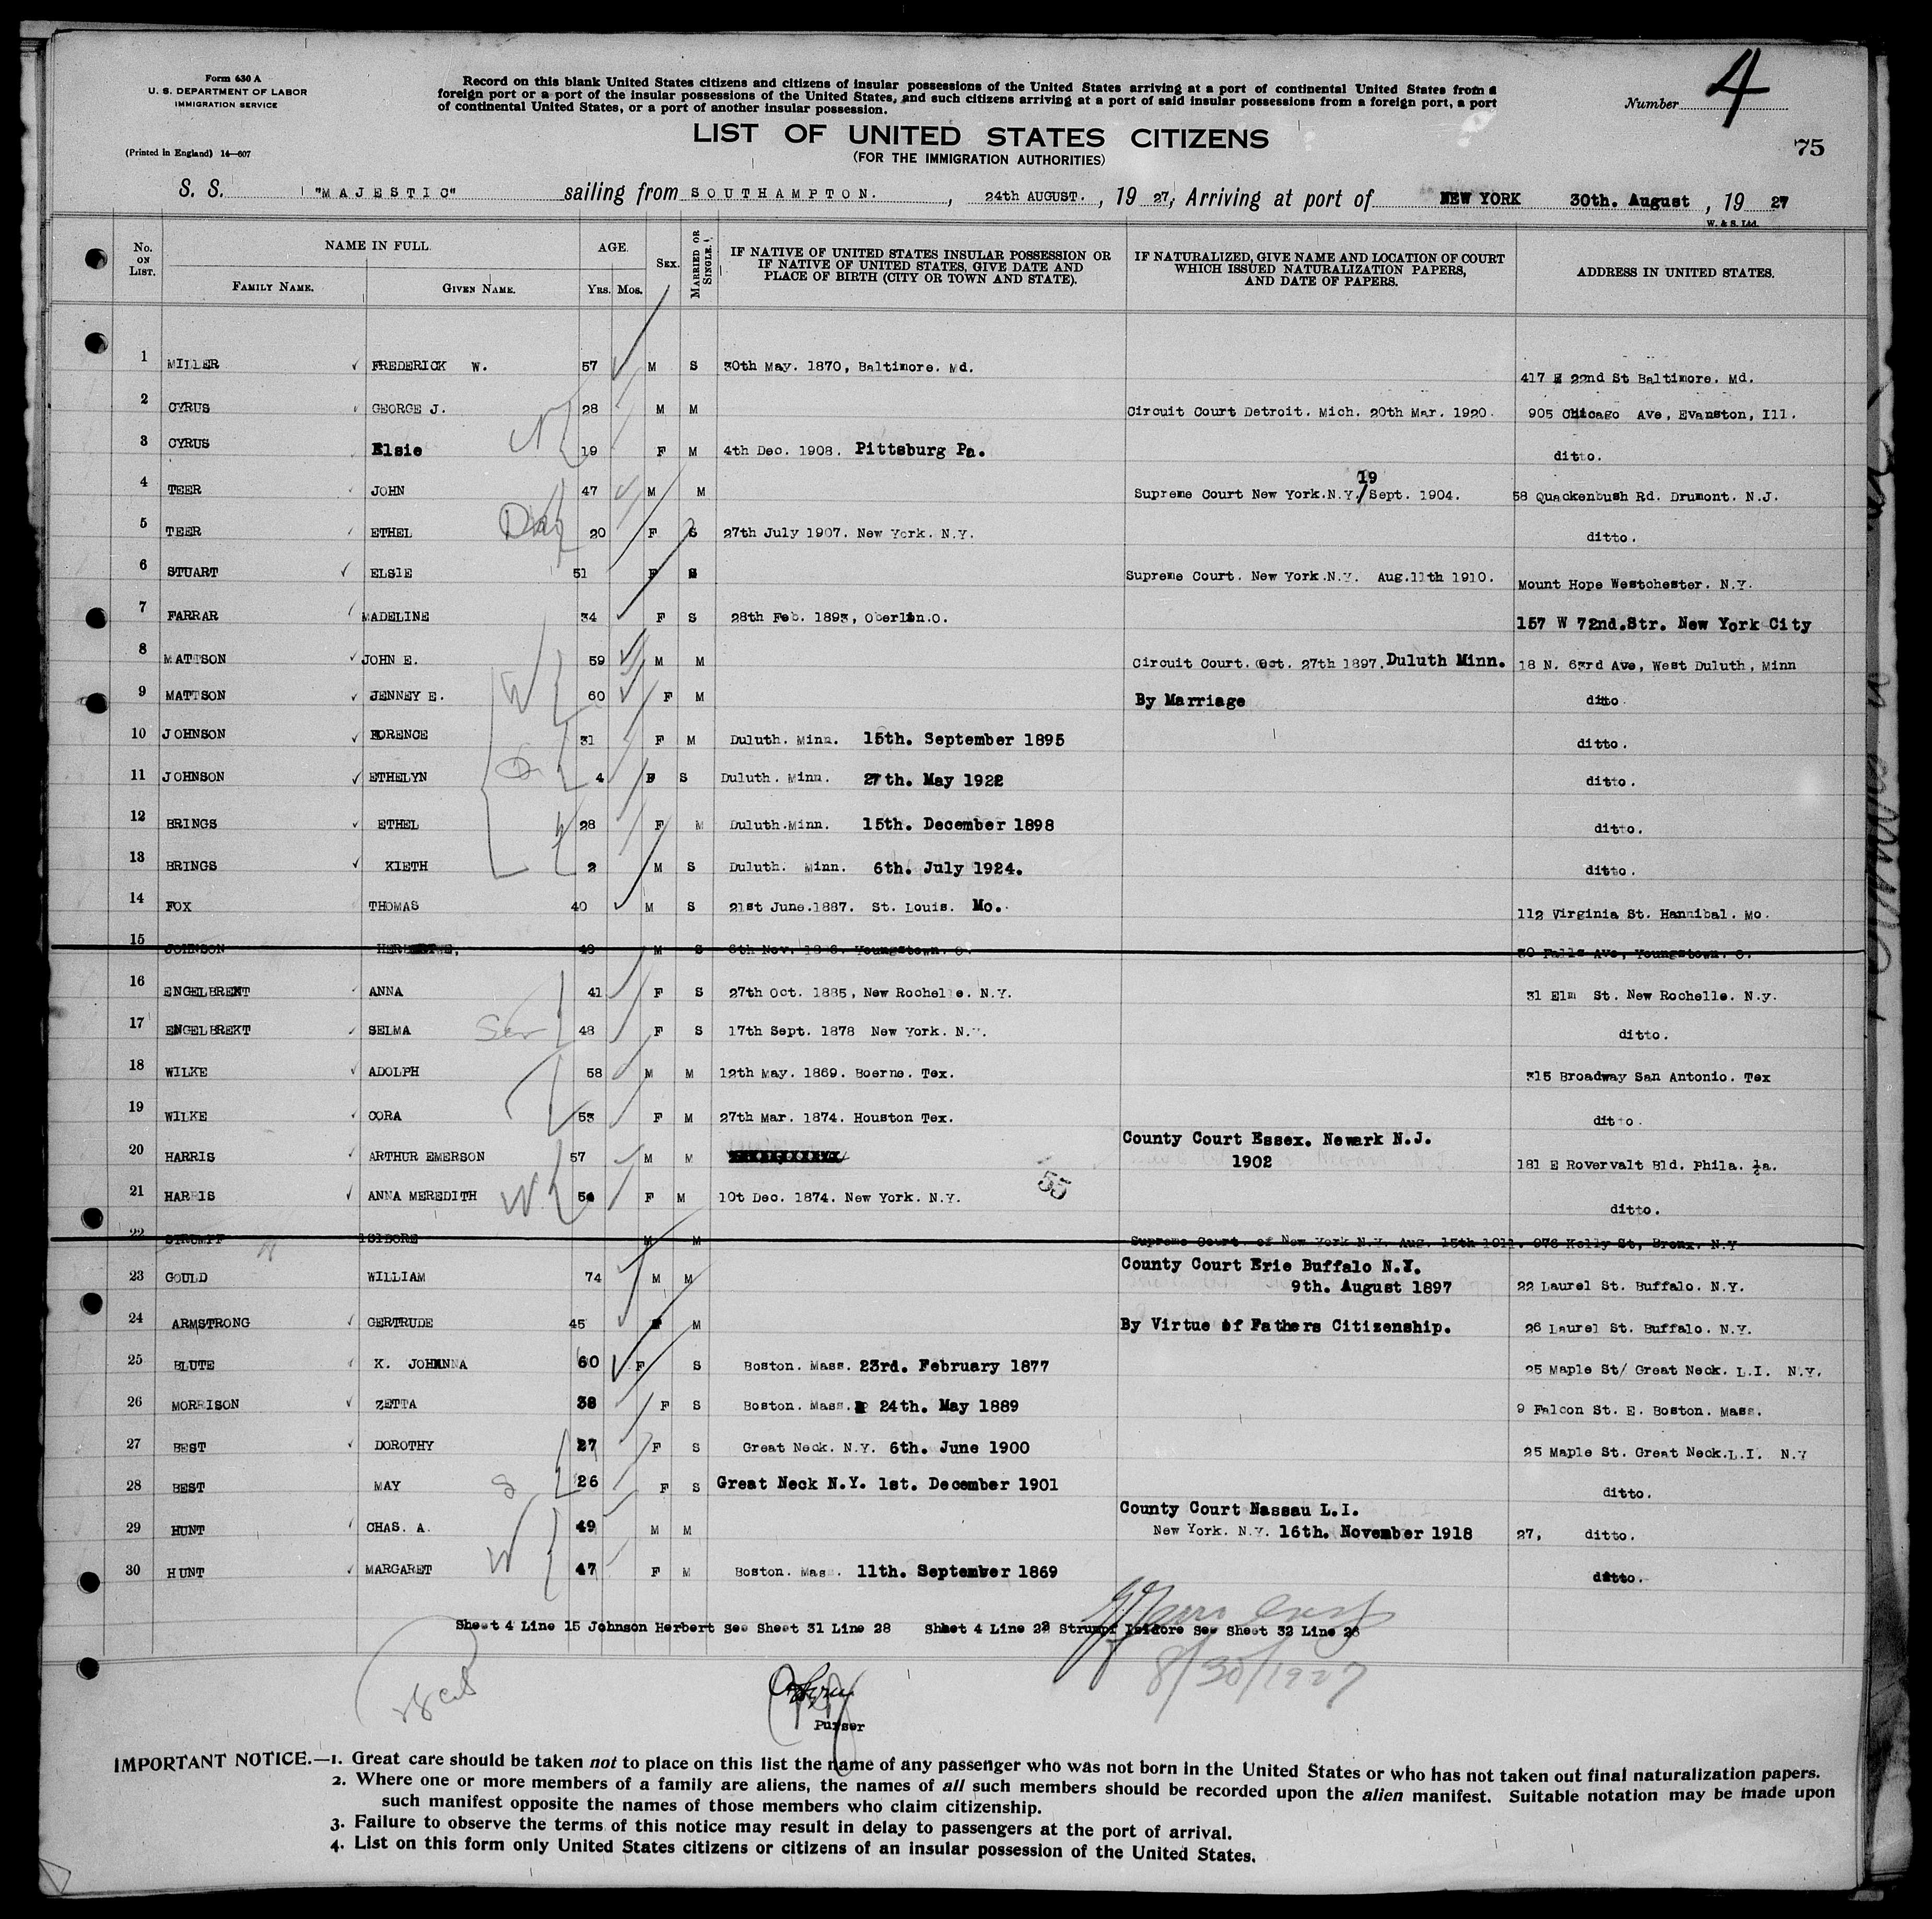 Form 630 A
U. S. DEPARTMENT OF LABOR
IMMIGRATION SERVICE
(Printed in England) 14—607
Record on this blank United States citizens and citizens of insular possessions of the United States arriving at a port of continental United States from a
foreign port or a port of the insular possessions of the United States, and such citizens arriving at a port of said insular possessions from a foreign port, a port
of continental United States, or a port of another insular possession.
Number 4
LIST OF UNITED STATES CITIZENS
(FOR THE IMMIGRATION AUTHORITIES)
75
S. S. "MAJESTIC" sailing from SOUTHAMPTON. , 24th AUGUST. , 19 27, Arriving at port of NEW YORK 30th. August , 19 27
W. & S. Ltd.
No. ON LIST. NAME IN FULL. FAMILY NAME. GIVEN NAME. AGE. YRS. MOS. SEX. MARRIED OR SINGLE. IF NATIVE OF UNITED STATES INSULAR POSSESSION OR IF NATIVE OF UNITED STATES, GIVE DATE AND PLACE OF BIRTH (CITY OR TOWN AND STATE). IF NATURALIZED, GIVE NAME AND LOCATION OF COURT WHICH ISSUED NATURALIZATION PAPERS, AND DATE OF PAPERS. ADDRESS IN UNITED STATES.
1 MILLER FREDERICK W. 57 M S 30th May. 1870, Baltimore. Md. 417 E 22nd St Baltimore. Md.
2 CYRUS GEORGE J. 28 M M Circuit Court Detroit. Mich. 20th Mar. 1920. 905 Chicago Ave, Evanston, Ill.
3 CYRUS Elsie 19 F M 4th Dec. 1908. Pittsburg Pa. ditto.
4 TEER JOHN 47 M M Supreme Court New York.N.Y./19 Sept. 1904. 58 Quackenbush Rd. Drumont. N.J.
5 TEER ETHEL 20 F S 27th July 1907. New York. N.Y. ditto.
6 STUART ELSIE 51 F S Supreme Court. New York.N.Y. Aug.11th 1910. Mount Hope Westchester. N.Y.
7 FARRAR MADELINE 34 F S 28th Feb. 1893, Oberlin.O. 157 W 72nd.Str. New York City
8 MATTSON JOHN E. 59 M M Circuit Court. Oct. 27th 1897. Duluth Minn. 18 N. 63rd Ave, West Duluth, Minn
9 MATTSON JENNEY E. 60 F M By Marriage ditto
10 JOHNSON FLORENCE 31 F M Duluth. Minn. 15th. September 1895 ditto.
11 JOHNSON ETHELYN 4 F S Duluth. Minn. 27th. May 1922 ditto.
12 BRINGS ETHEL 28 F M Duluth.Minn. 15th. December 1898 ditto.
13 BRINGS KIETH 2 M S Duluth. Minn. 6th. July 1924. ditto.
14 FOX THOMAS 40 M S 21st June.1887. St. Louis. Mo. 112 Virginia St. Hannibal. Mo.
15 JOHNSON M S 6th Nov. Youngstown. O. 30 Falls Ave, Youngstown. O.
16 ENGELBRENT ANNA 41 F S 27th Oct. 1885, New Rochelle. N.Y. 31 Elm St. New Rochelle. N.y.
17 ENGELBREKT SELMA 48 F S 17th Sept. 1878 New York. N.Y. ditto.
18 WILKE ADOLPH 58 M M 12th May. 1869. Boerne. Tex. 315 Broadway San Antonio. Tex
19 WILKE CORA 53 F M 27th Mar. 1874. Houston Tex. ditto.
20 HARRIS ARTHUR EMERSON 57 M M County Court Essex. Newark N.J. 1902 181 E Rovervalt Bld. Phila.
21 HARRIS ANNA MEREDITH F M 10t Dec. 1874. New York. N.Y. 55 ditto.
22 STRUMPF ISIDORE M M Supreme Court. of New York N.Y. Aug. 15th 1911. 976 Kelly St, Bronx. N.Y
23 GOULD WILLIAM 74 M M County Court Erie Buffalo N.Y. 9th. August 1897 22 Laurel St. Buffalo. N.Y.
24 ARMSTRONG GERTRUDE 45 F M By Virtue of Fathers Citizenship. 26 Laurel St. Buffalo. N.Y.
25 BLUTE K. JOHANNA 60 F S Boston. Mass. 23rd. February 1877 25 Maple St/ Great Neck. L.I. N.Y.
26 MORRISON ZETTA 38 F S Boston. Mass. 24th. May 1889 9 Falcon St. E. Boston. Mass.
27 BEST DOROTHY 27 F S Great Neck. N.Y. 6th. June 1900 25 Maple St. Great Neck.L.I. N.Y
28 BEST MAY 26 F S Great Neck N.Y. 1st. December 1901 ditto.
29 HUNT CHAS. A. 49 M M County Court Nassau L.I. New York. N.Y. 16th. November 1918 27, ditto.
30 HUNT MARGARET 47 F M Boston. Mass. 11th. September 1869 ditto.
Sheet 4 Line 15 Johnson Herbert See Sheet 31 Line 28 Sheet 4 Line 22 Strumpf Isidore See Sheet 32 Line 28
8/30/1927
Purser
IMPORTANT NOTICE.—1. Great care should be taken not to place on this list the name of any passenger who was not born in the United States or who has not taken out final naturalization papers.
2. Where one or more members of a family are aliens, the names of all such members should be recorded upon the alien manifest. Suitable notation may be made upon
such manifest opposite the names of those members who claim citizenship.
3. Failure to observe the terms of this notice may result in delay to passengers at the port of arrival.
4. List on this form only United States citizens or citizens of an insular possession of the United States.